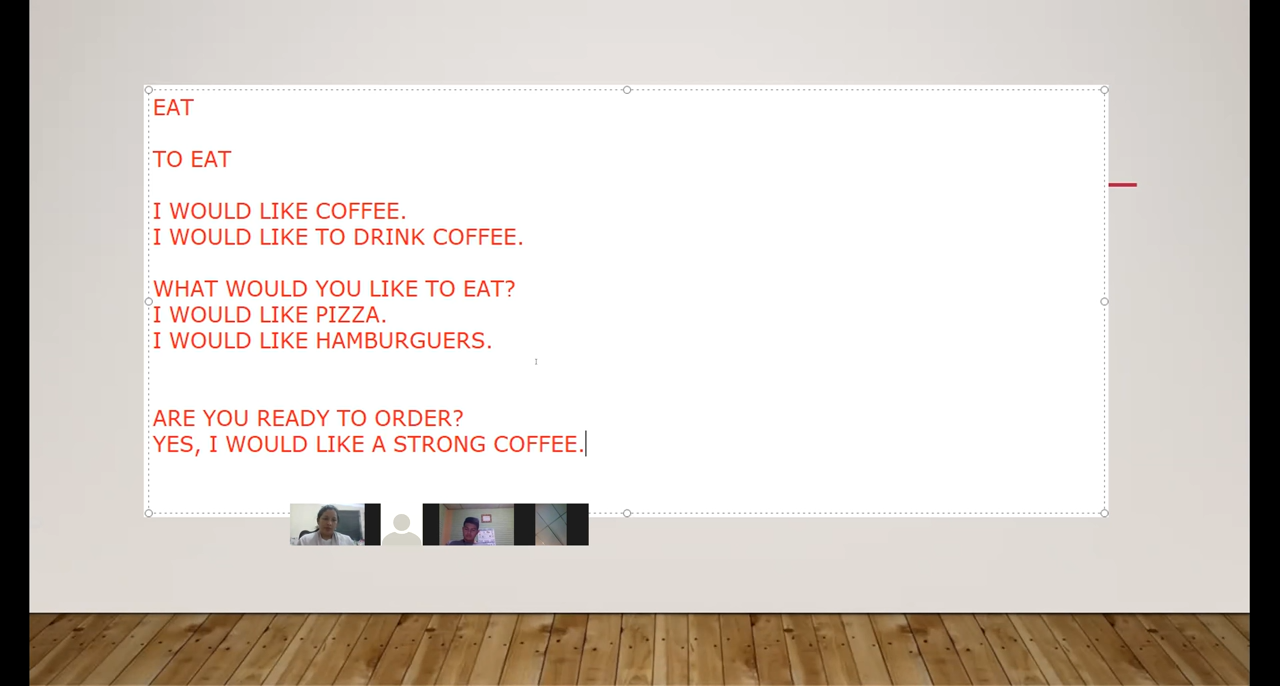 EAT
TO EAT
I WOULD LIKE COFFEE.
I WOULD LIKE TO DRINK COFFEE.
WHAT WOULD YOU LIKE TO EAT?
I WOULD LIKE PIZZA.
I WOULD LIKE HAMBURGUERS.
ARE YOU READY TO ORDER?
YES, I WOULD LIKE A STRONG COFFEE.